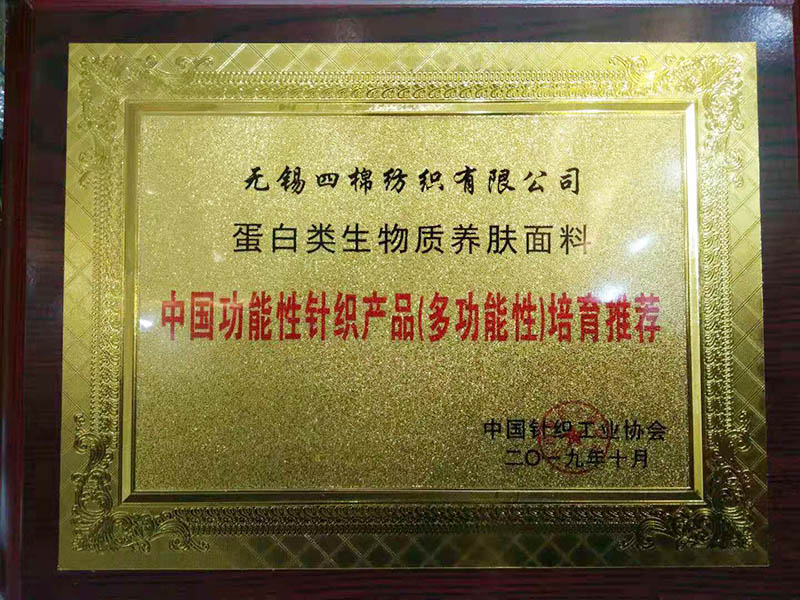 无锡四棉纺织有限公司
蛋白类生物质养肤面料
中国功能性针织产品(多功能性)培育推荐
中国针织工业协会
二〇一九年十月